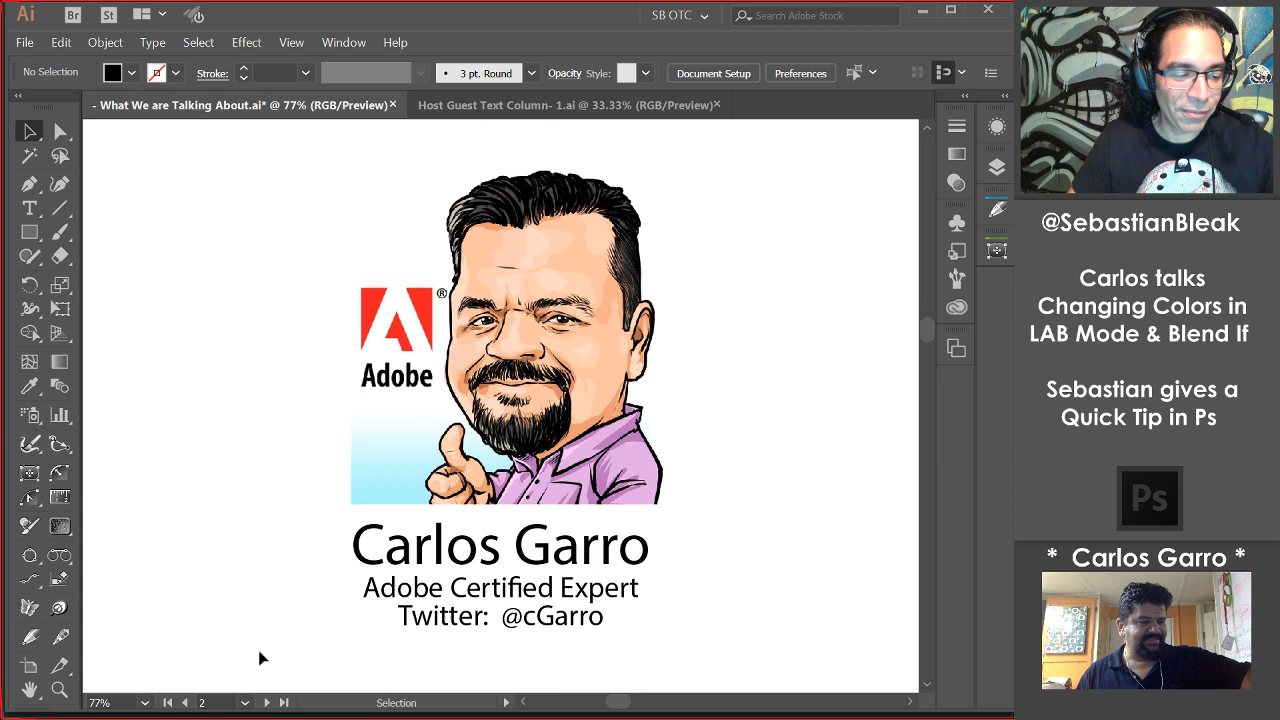 Ai Br St SB OTC Search Adobe Stock
File Edit Object Type Select Effect View Window Help
No Selection Stroke: 3 pt. Round Opacity Style: Document Setup Preferences
- What We are Talking About.ai* @ 77% (RGB/Preview) × Host Guest Text Column- 1.ai @ 33.33% (RGB/Preview) ×
®
Adobe
Carlos Garro
Adobe Certified Expert
Twitter: @cGarro
77% 2 Selection
@SebastianBleak
Carlos talks
Changing Colors in
LAB Mode & Blend If
Sebastian gives a
Quick Tip in Ps
Ps
* Carlos Garro *